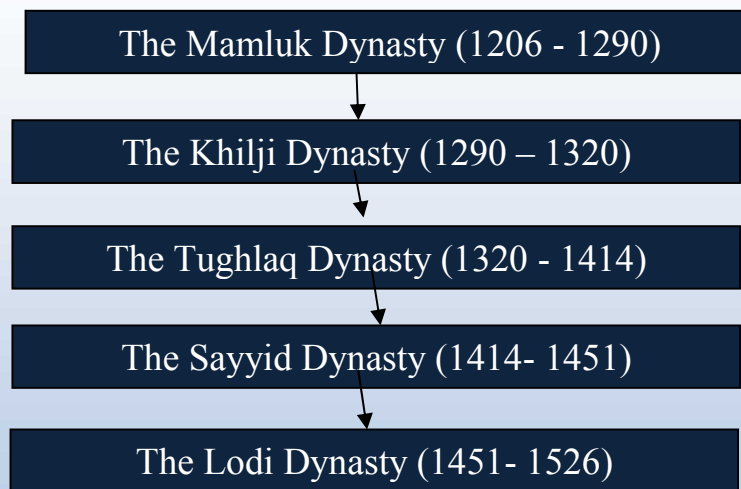 The Mamluk Dynasty (1206 - 1290)
The Khilji Dynasty (1290 – 1320)
The Tughlaq Dynasty (1320 - 1414)
The Sayyid Dynasty (1414- 1451)
The Lodi Dynasty (1451- 1526)